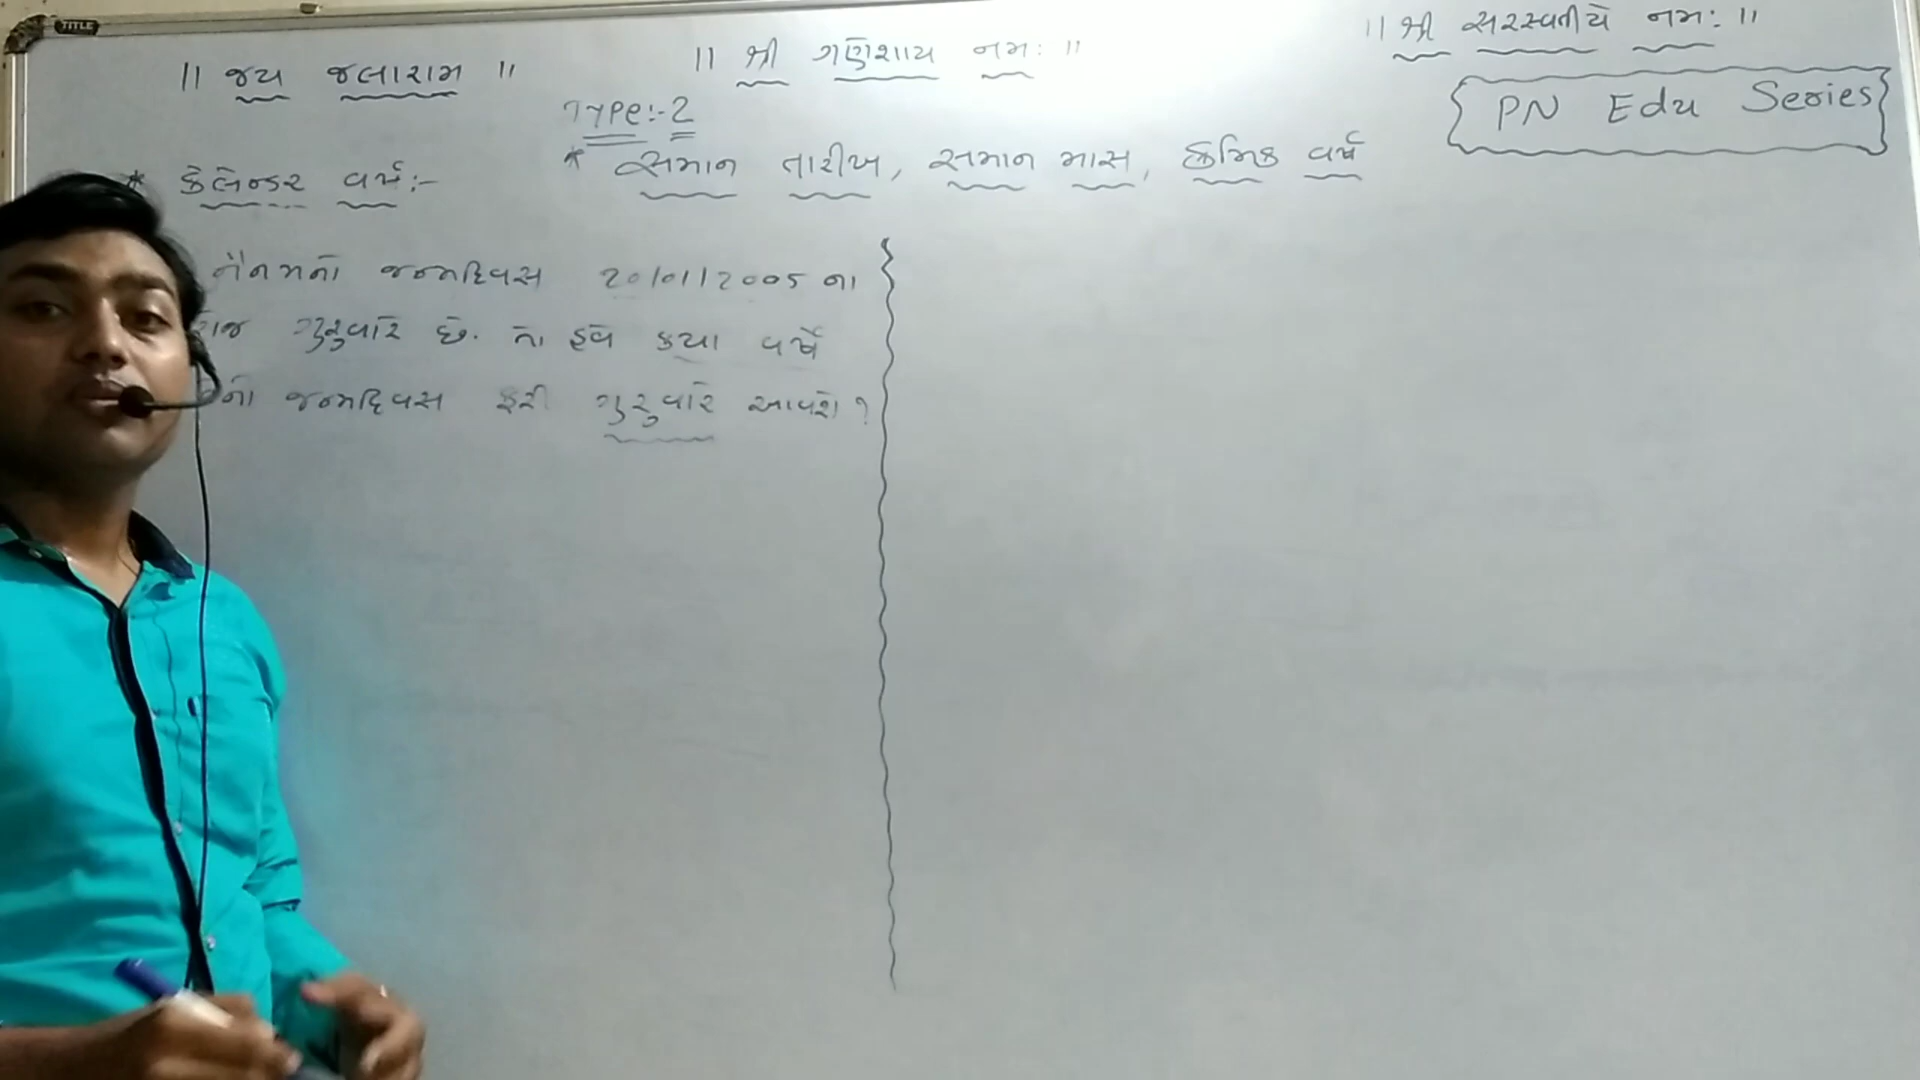 TITLE
|| જય જલારામ ||
|| શ્રી ગણેશાય નમઃ ||
|| શ્રી સરસ્વતીયે નમઃ ||
PN Edu Series
Type:-2
* સમાન તારીખ, સમાન માસ, ક્રમિક વર્ષ
* કેલેન્ડર વર્ષ:-
નૈનમનો જન્મદિવસ 20/01/2005 ના
ગુરુવારે છે. તો હવે કયા વર્ષે
જન્મદિવસ ફરી ગુરુવારે આવશે?